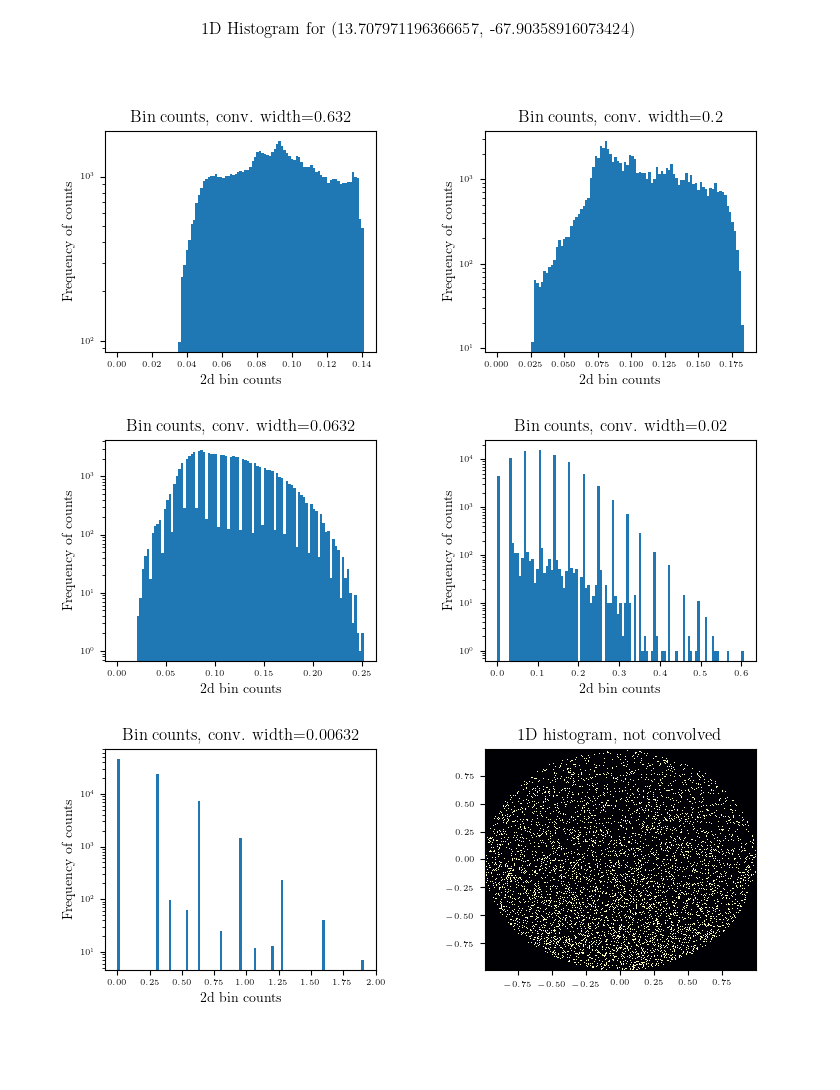 1D Histogram for (13.707971196366657, -67.90358916073424)
Bin counts, conv. width=0.632
Frequency of counts
10³
10²
0.00 0.02 0.04 0.06 0.08 0.10 0.12 0.14
2d bin counts
Bin counts, conv. width=0.2
Frequency of counts
10³
10²
10¹
0.000 0.025 0.050 0.075 0.100 0.125 0.150 0.175
2d bin counts
Bin counts, conv. width=0.0632
Frequency of counts
10³
10²
10¹
10⁰
0.00 0.05 0.10 0.15 0.20 0.25
2d bin counts
Bin counts, conv. width=0.02
Frequency of counts
10⁴
10³
10²
10¹
10⁰
0.0 0.1 0.2 0.3 0.4 0.5 0.6
2d bin counts
Bin counts, conv. width=0.00632
Frequency of counts
10⁴
10³
10²
10¹
0.00 0.25 0.50 0.75 1.00 1.25 1.50 1.75 2.00
2d bin counts
1D histogram, not convolved
0.75
0.50
0.25
0.00
−0.25
−0.50
−0.75
−0.75 −0.50 −0.25 0.00 0.25 0.50 0.75